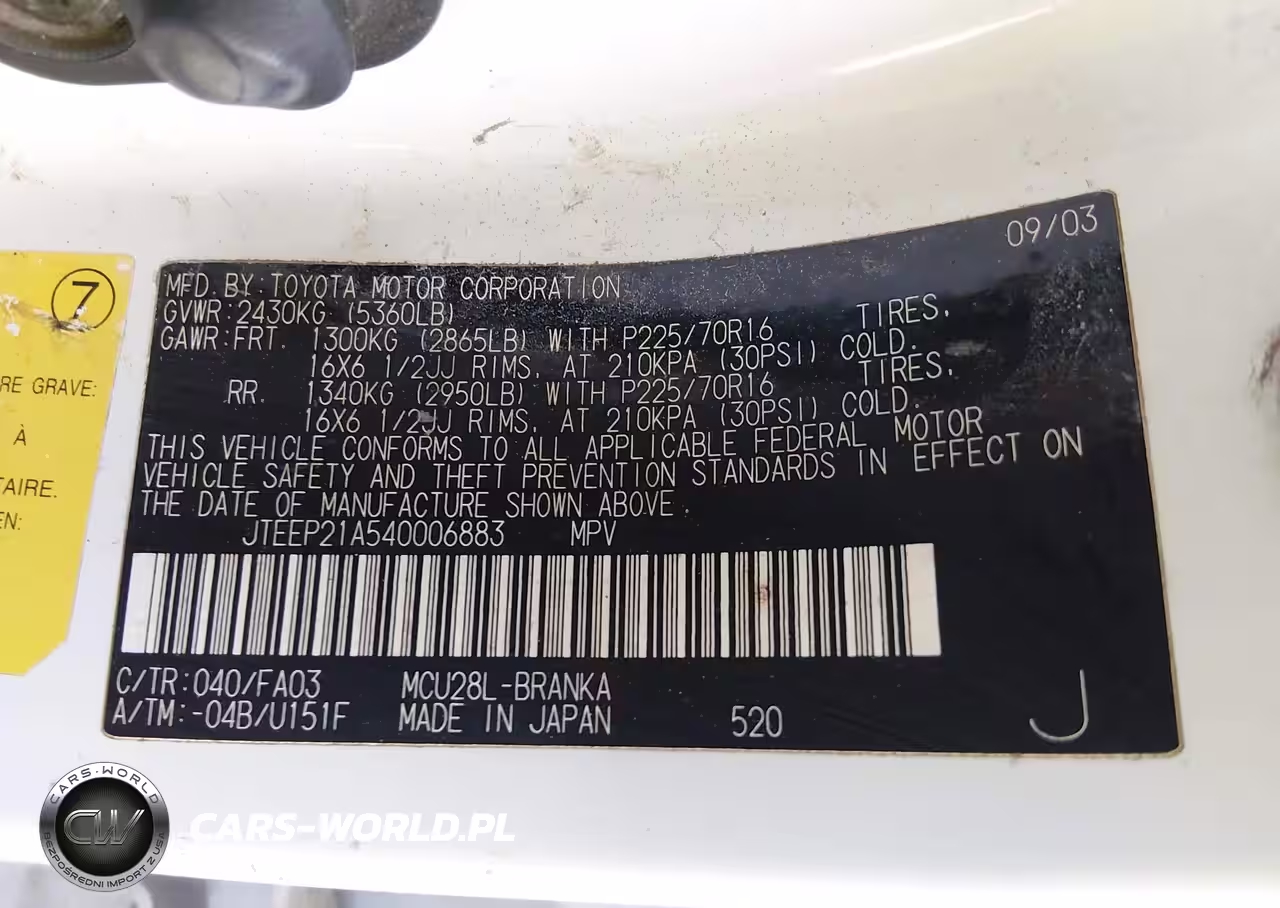 09/03
MFD. BY: TOYOTA MOTOR CORPORATION
GVWR: 2430KG (5360LB)
GAWR: FRT. 1300KG (2865LB) WITH P225/70R16 TIRES,
16X6 1/2JJ RIMS, AT 210KPA (30PSI) COLD.
RR. 1340KG (2950LB) WITH P225/70R16 TIRES,
16X6 1/2JJ RIMS, AT 210KPA (30PSI) COLD.
THIS VEHICLE CONFORMS TO ALL APPLICABLE FEDERAL MOTOR
VEHICLE SAFETY AND THEFT PREVENTION STANDARDS IN EFFECT ON
THE DATE OF MANUFACTURE SHOWN ABOVE.
JTEEP21A540006883 MPV
C/TR: 040/FA03 MCU28L-BRANKA
A/TM: -04B/U151F MADE IN JAPAN 520 J
7
RE GRAVE:
À
TAIRE.
EN:
CARS-WORLD
CW
BEZPOŚREDNI IMPORT Z USA
CARS-WORLD.PL